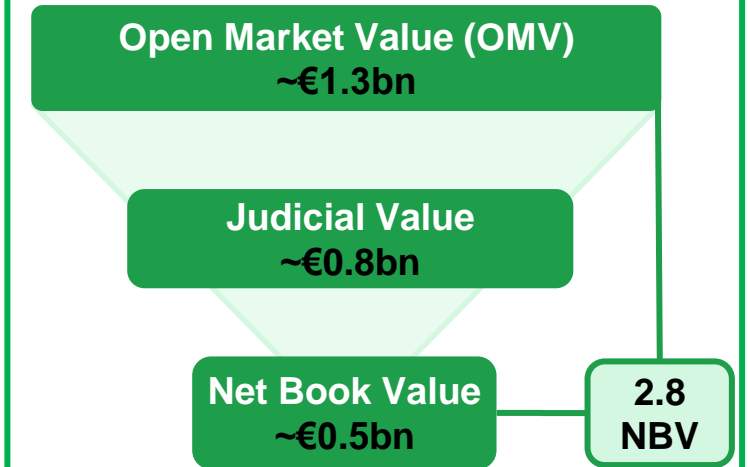 Open Market Value (OMV)
~€1.3bn
Judicial Value
~€0.8bn
Net Book Value
~€0.5bn
2.8
NBV